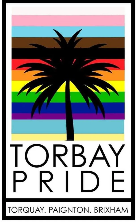 TORBAY
PRIDE
TORQUAY, PAIGNTON, BRIXHAM